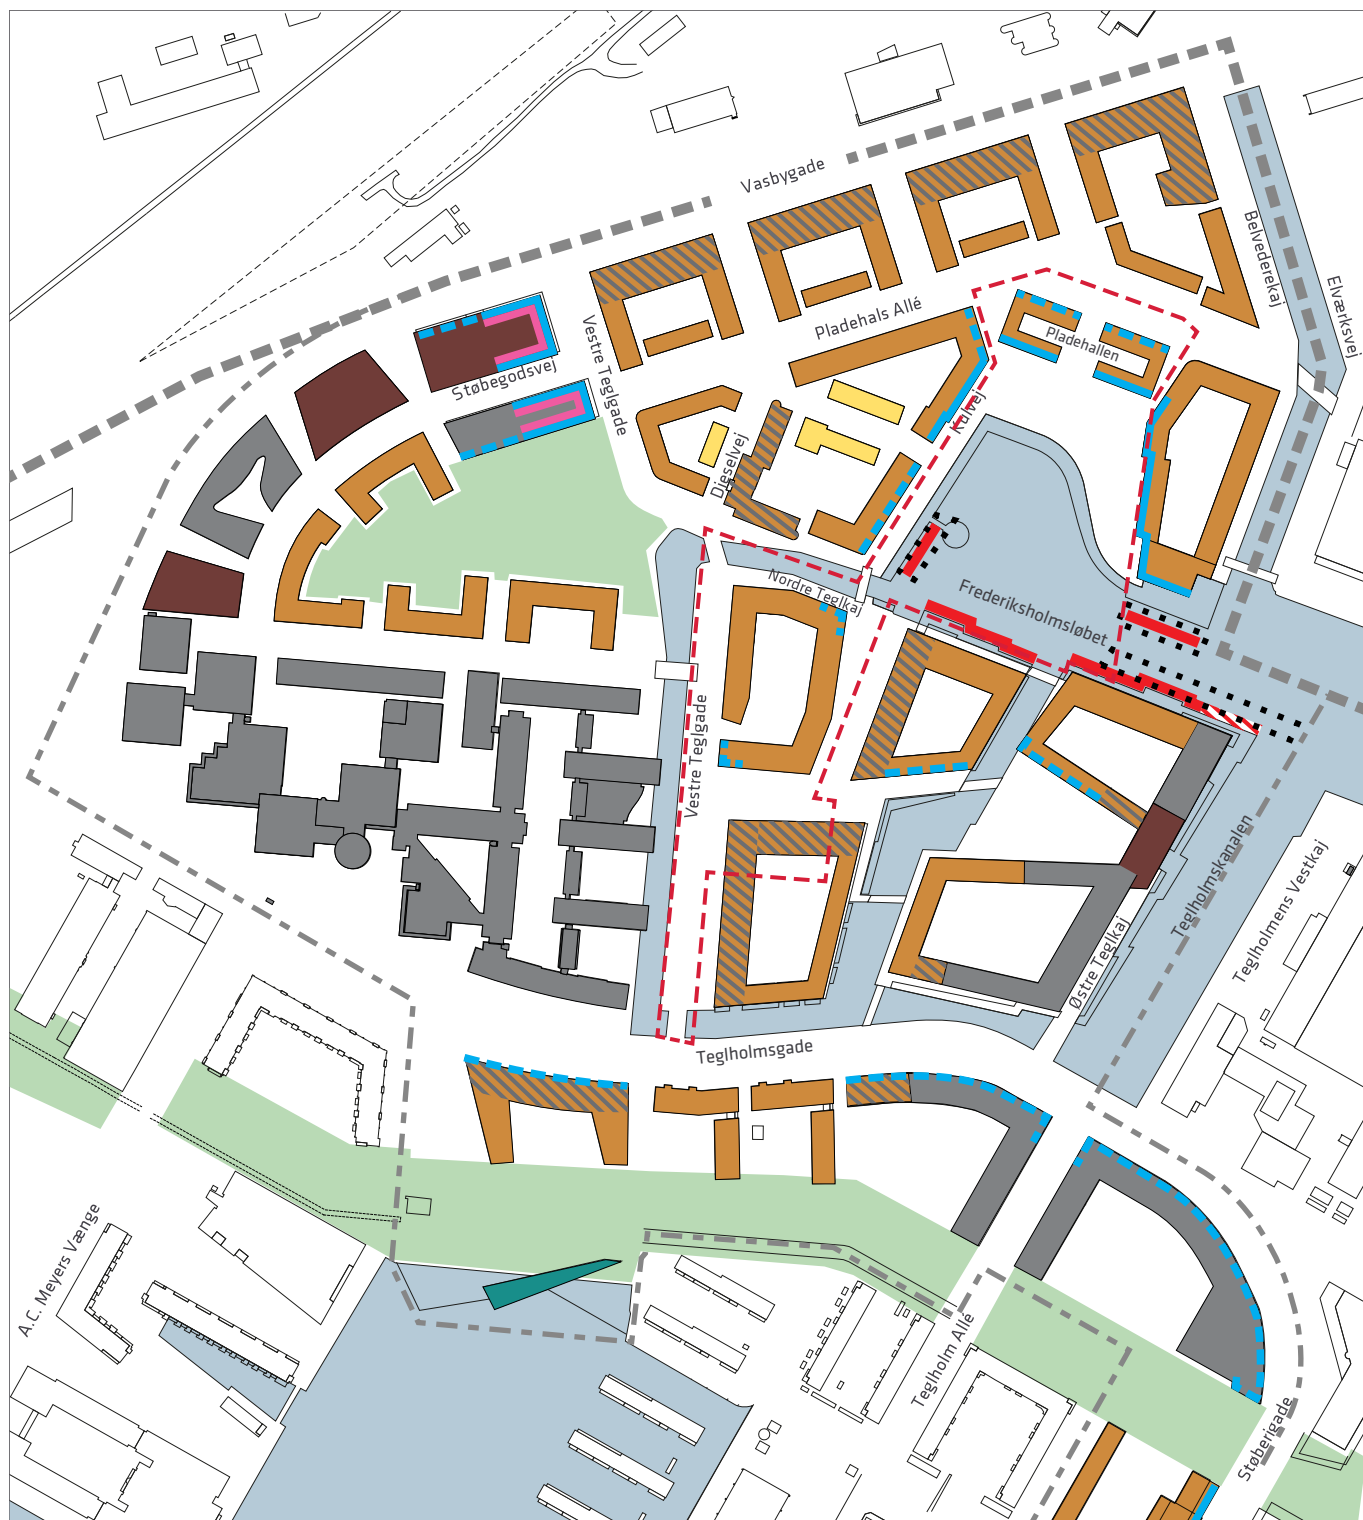 Vasbygade
Belvederekaj
Elværksvej
Pladehals Allé
Vestre Teglgade
Pladehallen
Støbegodsvej
Kulvej
Dieselvej
Nordre Teglkaj
Frederiksholmsløbet
Vestre Teglgade
Teglholmskanalen
Teglholmens Vestkaj
Østre Teglkaj
Teglholmsgade
A.C. Meyers Vænge
Teglholm Allé
Støberigade